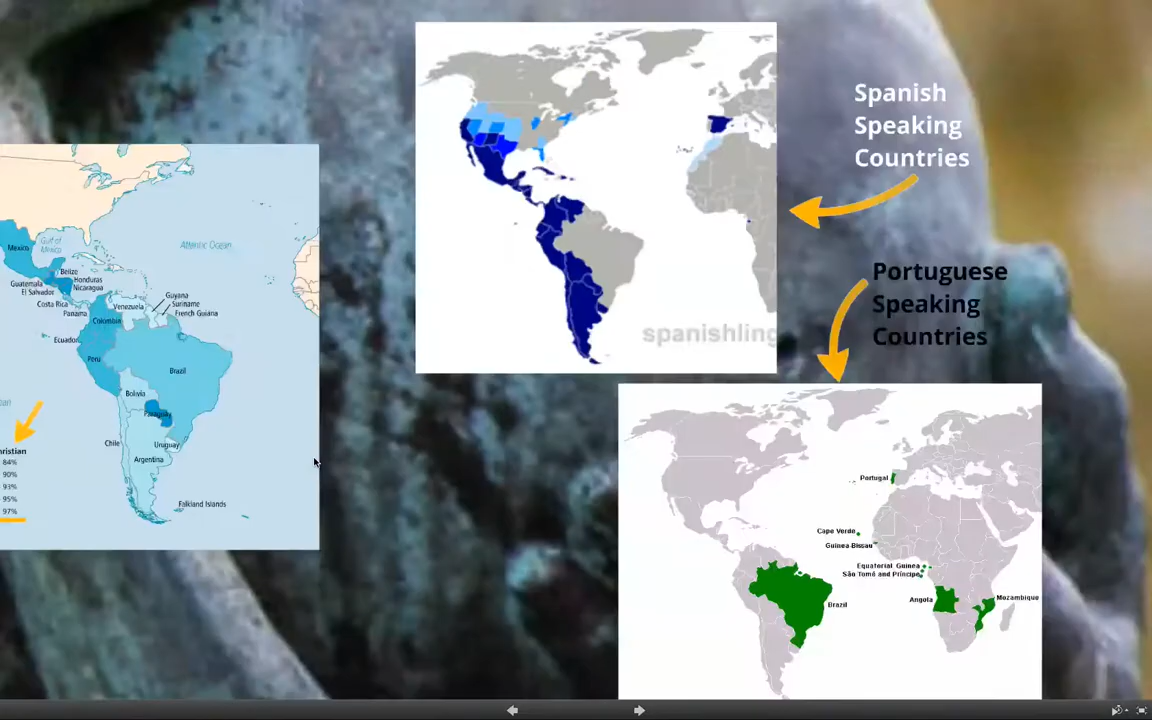 Spanish
Speaking
Countries
spanishling
Portuguese
Speaking
Countries
Mexico
Gulf of
Mexico
Atlantic Ocean
Belize
Honduras
Guatemala
Nicaragua
El Salvador
Costa Rica
Panama
Venezuela
Guyana
Suriname
French Guiana
Colombia
Ecuador
Peru
Brazil
Bolivia
Paraguay
Chile
Uruguay
Argentina
Falkland Islands
ristian
84%
90%
93%
95%
97%
Portugal
Cape Verde
Guinea-Bissau
Equatorial Guinea
São Tomé and Príncipe
Angola
Mozambique
Brazil